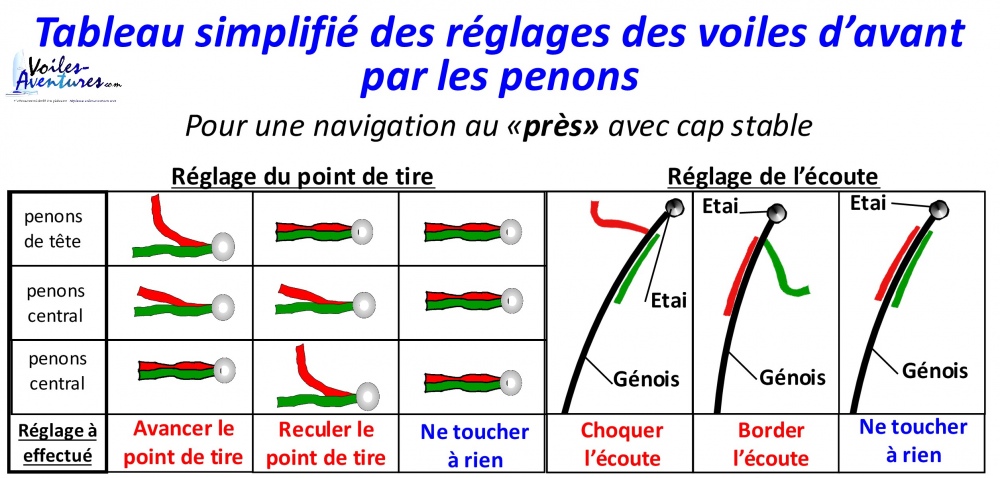 Tableau simplifié des réglages des voiles d’avant
par les penons
Voiles-
Aventures.com
Pour une navigation au «près» avec cap stable
Réglage du point de tire
Réglage de l’écoute
penons
de tête
penons
central
penons
central
Etai
Génois
Etai
Génois
Etai
Génois
Réglage à
effectué
Avancer le
point de tire
Reculer le
point de tire
Ne toucher
à rien
Choquer
l’écoute
Border
l’écoute
Ne toucher
à rien